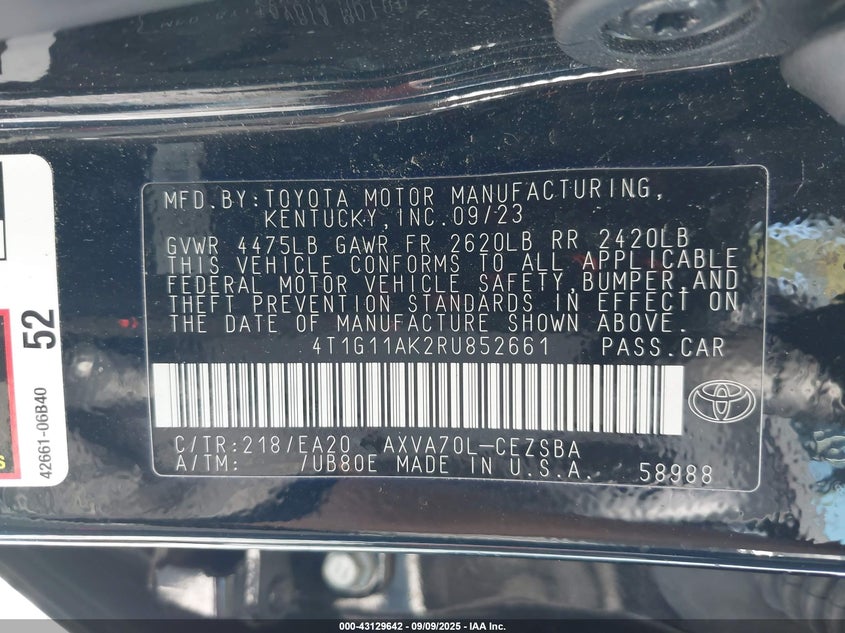 MFD.BY:TOYOTA MOTOR MANUFACTURING,
KENTUCKY,INC.09/23
GVWR 4475LB GAWR FR 2620LB RR 2420LB
THIS VEHICLE CONFORMS TO ALL APPLICABLE
FEDERAL MOTOR VEHICLE SAFETY,BUMPER,AND
THEFT PREVENTION STANDARDS IN EFFECT ON
THE DATE OF MANUFACTURE SHOWN ABOVE.
4T1G11AK2RU852661 PASS.CAR
C/TR:218/EA20 AXVA70L-CEZSBA
A/TM: /UB80E MADE IN U.S.A. 58988
52
42661-06B40
000-43129642 - 09/09/2025 - IAA Inc.